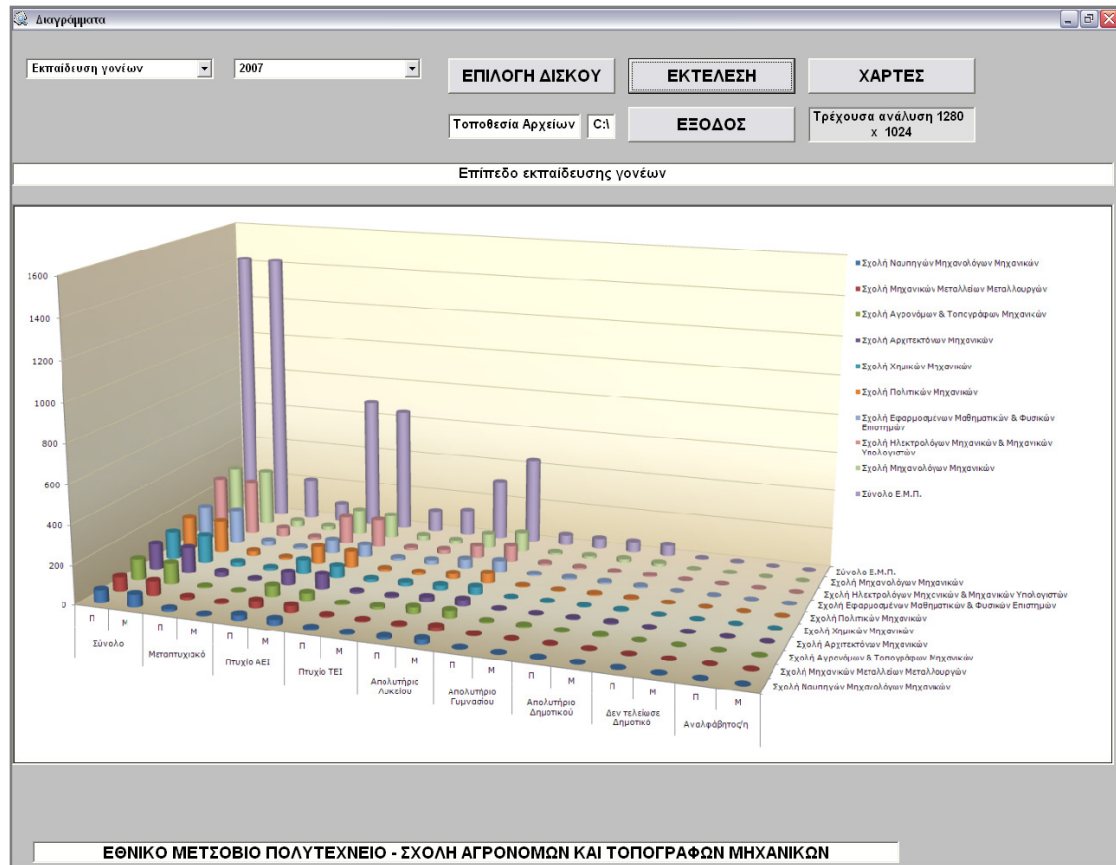 Διαγράμματα
Εκπαίδευση γονέων
2007
ΕΠΙΛΟΓΗ ΔΙΣΚΟΥ
ΕΚΤΕΛΕΣΗ
ΧΑΡΤΕΣ
Τοποθεσία Αρχείων
C:\
ΕΞΟΔΟΣ
Τρέχουσα ανάλυση 1280
x 1024
Επίπεδο εκπαίδευσης γονέων
1600
1400
1200
1000
800
600
400
200
0
Π Μ Π Μ Π Μ Π Μ Π Μ Π Μ Π Μ Π Μ Π Μ
Σύνολο
Μεταπτυχιακό
Πτυχίο ΑΕΙ
Πτυχίο ΤΕΙ
Απολυτήριο
Λυκείου
Απολυτήριο
Γυμνασίου
Απολυτήριο
Δημοτικού
Δεν τελείωσε
Δημοτικό
Αναλφάβητος/η
Σύνολο Ε.Μ.Π.
Σχολή Μηχανολόγων Μηχανικών
Σχολή Ηλεκτρολόγων Μηχανικών & Μηχανικών Υπολογιστών
Σχολή Εφαρμοσμένων Μαθηματικών & Φυσικών Επιστημών
Σχολή Πολιτικών Μηχανικών
Σχολή Χημικών Μηχανικών
Σχολή Αρχιτεκτόνων Μηχανικών
Σχολή Αγρονόμων & Τοπογράφων Μηχανικών
Σχολή Μηχανικών Μεταλλείων Μεταλλουργών
Σχολή Ναυπηγών Μηχανολόγων Μηχανικών
Σχολή Ναυπηγών Μηχανολόγων Μηχανικών
Σχολή Μηχανικών Μεταλλείων Μεταλλουργών
Σχολή Αγρονόμων & Τοπογράφων Μηχανικών
Σχολή Αρχιτεκτόνων Μηχανικών
Σχολή Χημικών Μηχανικών
Σχολή Πολιτικών Μηχανικών
Σχολή Εφαρμοσμένων Μαθηματικών & Φυσικών
Επιστημών
Σχολή Ηλεκτρολόγων Μηχανικών & Μηχανικών
Υπολογιστών
Σχολή Μηχανολόγων Μηχανικών
Σύνολο Ε.Μ.Π.
ΕΘΝΙΚΟ ΜΕΤΣΟΒΙΟ ΠΟΛΥΤΕΧΝΕΙΟ - ΣΧΟΛΗ ΑΓΡΟΝΟΜΩΝ ΚΑΙ ΤΟΠΟΓΡΑΦΩΝ ΜΗΧΑΝΙΚΩΝ